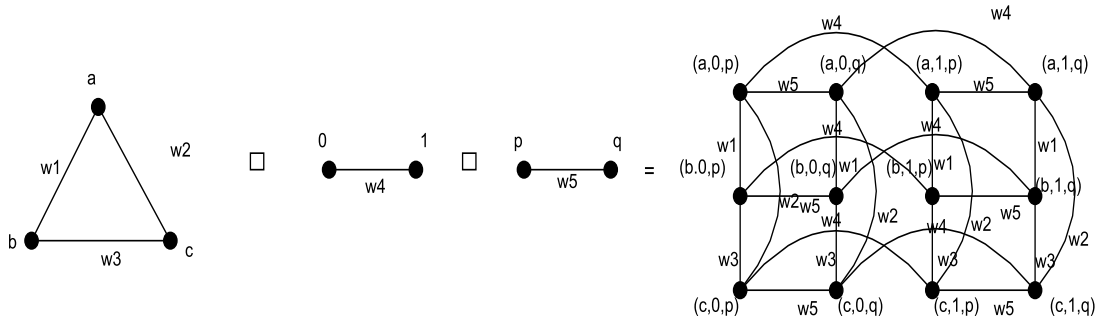 a
w1
w2
b
w3
c
□
0
1
w4
□
p
q
w5
=
w4
w4
(a,0,p)
(a,0,q)
(a,1,p)
(a,1,q)
w5
w5
w4
w4
w1
w1
w1
w1
(b.0,p)
(b,0,q)
(b,1,p)
(b,1,q)
w2
w5
w5
w4
w2
w4
w2
w2
w3
w3
w3
w3
(c,0,p)
w5
(c,0,q)
(c,1,p)
w5
(c,1,q)